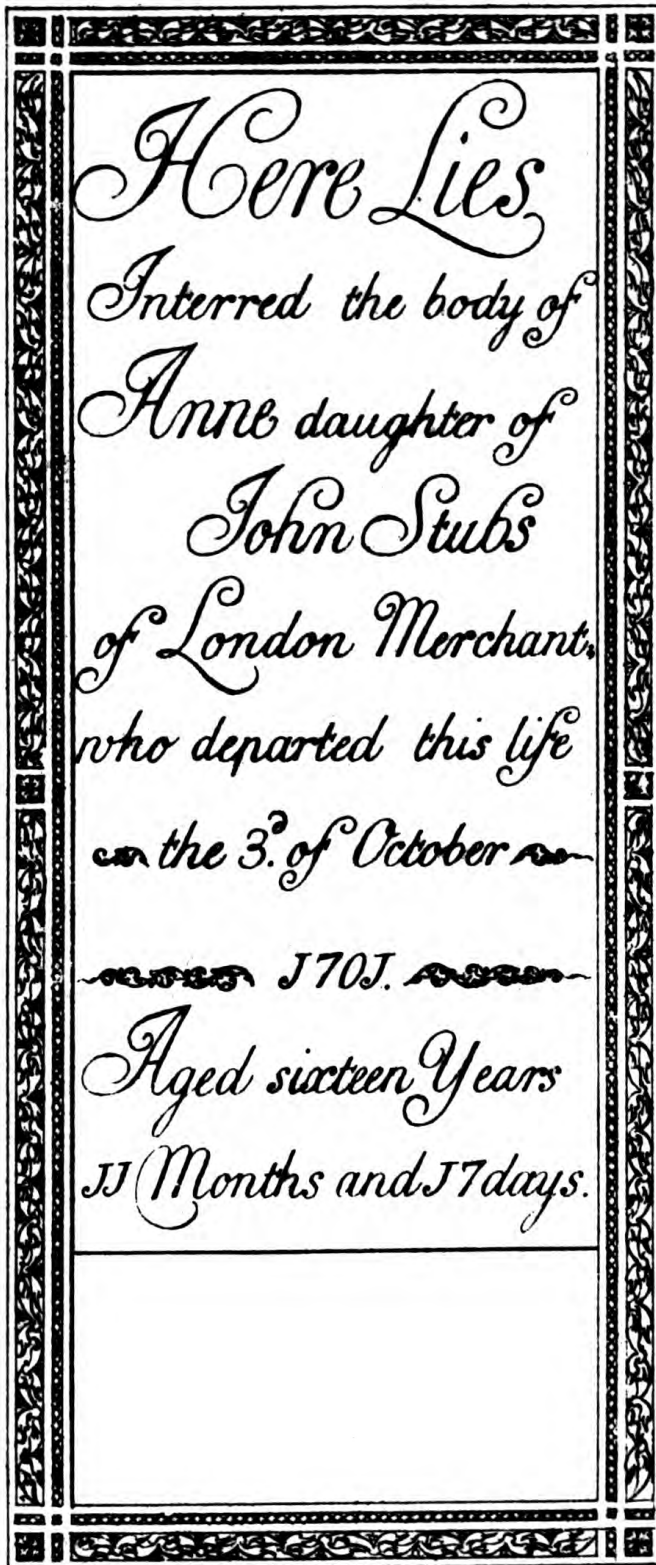 Here Lies
Interred the body of
Anne daughter of
John Stubs
of London Merchant.
who departed this life
the 3.d of October
J70J.
Aged sixteen Years
JJ Months and J7 days.